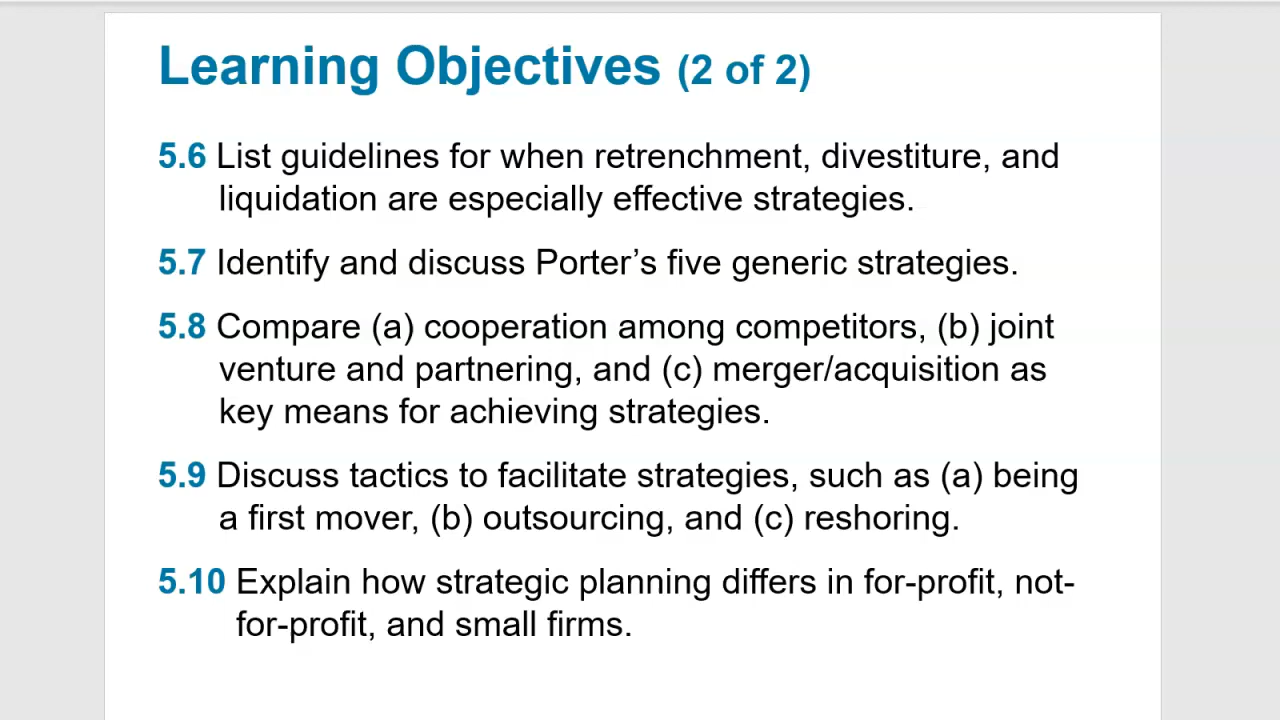 Learning Objectives (2 of 2)
5.6 List guidelines for when retrenchment, divestiture, and
liquidation are especially effective strategies.
5.7 Identify and discuss Porter’s five generic strategies.
5.8 Compare (a) cooperation among competitors, (b) joint
venture and partnering, and (c) merger/acquisition as
key means for achieving strategies.
5.9 Discuss tactics to facilitate strategies, such as (a) being
a first mover, (b) outsourcing, and (c) reshoring.
5.10 Explain how strategic planning differs in for-profit, not-
for-profit, and small firms.